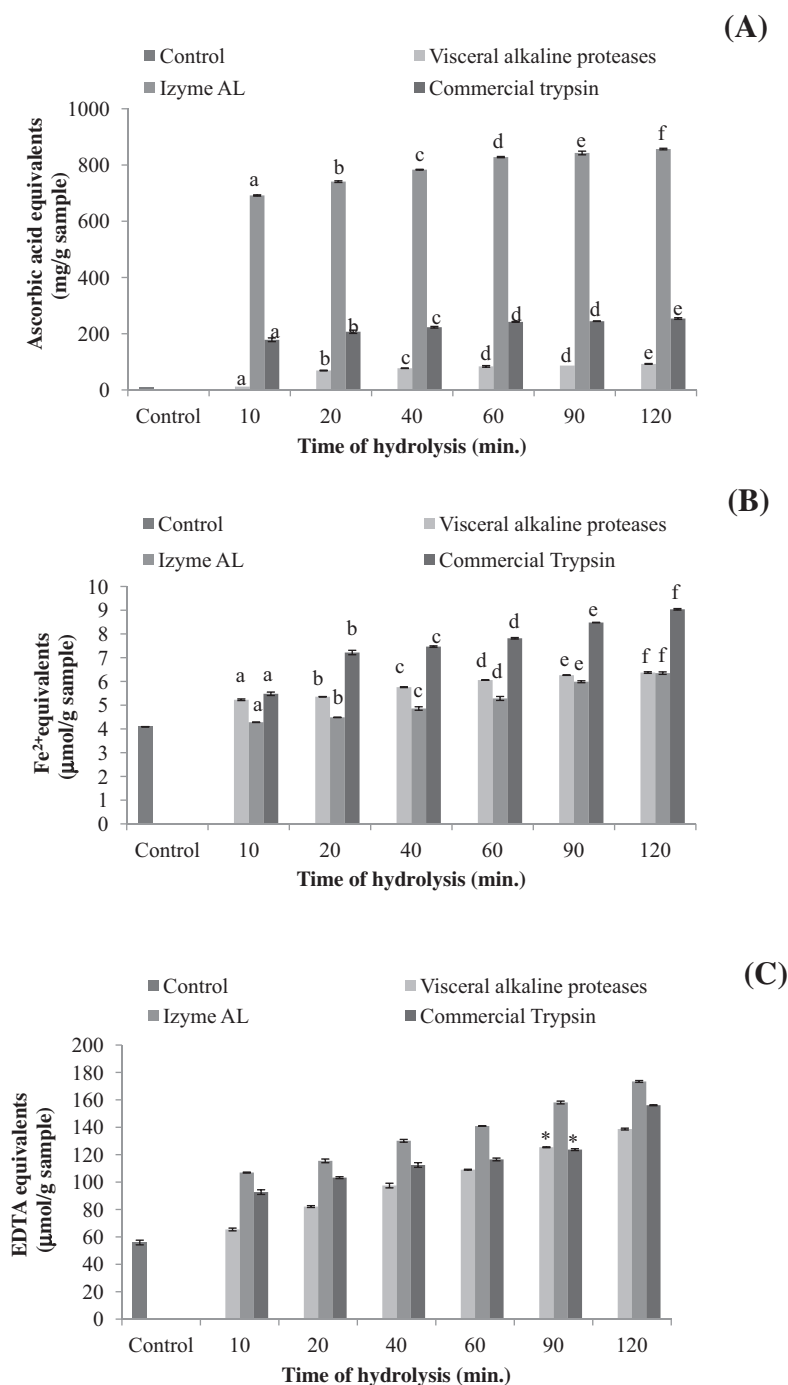 (A)
Control
Visceral alkaline proteases
Izyme AL
Commercial trypsin
1000
800
600
400
200
0
Ascorbic acid equivalents
(mg/g sample)
a a a
b b b
c c c
d d d
d e d
e f e
Control 10 20 40 60 90 120
Time of hydrolysis (min.)
(B)
Control
Visceral alkaline proteases
Izyme AL
Commercial Trypsin
10
9
8
7
6
5
4
3
2
1
0
Fe²⁺equivalents
(µmol/g sample)
a a a
b b b
c c c
d d d
e e e
f f f
Control 10 20 40 60 90 120
Time of hydrolysis (min.)
(C)
Control
Visceral alkaline proteases
Izyme AL
Commercial Trypsin
200
180
160
140
120
100
80
60
40
20
0
EDTA equivalents
(µmol/g sample)
* *
Control 10 20 40 60 90 120
Time of hydrolysis (min.)